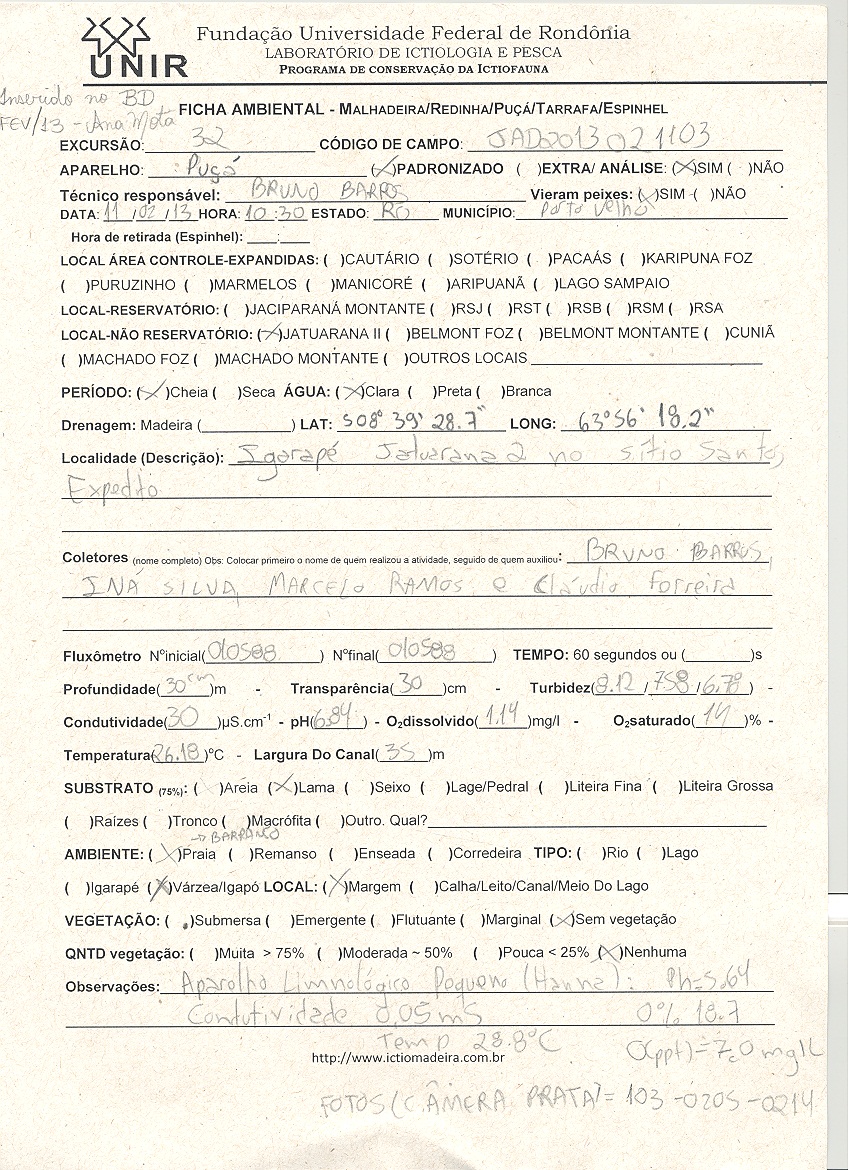 Fundação Universidade Federal de Rondônia
LABORATÓRIO DE ICTIOLOGIA E PESCA
PROGRAMA DE CONSERVAÇÃO DA ICTIOFAUNA
UNIR
Inserido no BD
FEV/13 - Ana Mota
FICHA AMBIENTAL - MALHADEIRA/REDINHA/PUÇÁ/TARRAFA/ESPINHEL
EXCURSÃO: 32 CÓDIGO DE CAMPO: JAD2013021103
APARELHO: Puçá (X)PADRONIZADO ( )EXTRA/ ANÁLISE: (X)SIM ( )NÃO
Técnico responsável: BRUNO BARROS Vieram peixes: (X)SIM ( )NÃO
DATA: 11 /02 /13 HORA: 10:30 ESTADO: RO MUNICÍPIO: Porto Velho
Hora de retirada (Espinhel): ___:___
LOCAL ÁREA CONTROLE-EXPANDIDAS: ( )CAUTÁRIO ( )SOTÉRIO ( )PACAÁS ( )KARIPUNA FOZ
( )PURUZINHO ( )MARMELOS ( )MANICORÉ ( )ARIPUANÃ ( )LAGO SAMPAIO
LOCAL-RESERVATÓRIO: ( )JACIPARANÁ MONTANTE ( )RSJ ( )RST ( )RSB ( )RSM ( )RSA
LOCAL-NÃO RESERVATÓRIO: (X)JATUARANA II ( )BELMONT FOZ ( )BELMONT MONTANTE ( )CUNIÃ
( )MACHADO FOZ ( )MACHADO MONTANTE ( )OUTROS LOCAIS
PERÍODO: (X)Cheia ( )Seca ÁGUA: (X)Clara ( )Preta ( )Branca
Drenagem: Madeira (__________) LAT: S08° 39' 28.7" LONG: 63°56' 18.2"
Localidade (Descrição): Igarapé Jatuarana 2 no sítio Santo
Expedito
Coletores (nome completo) Obs: Colocar primeiro o nome de quem realizou a atividade, seguido de quem auxiliou: BRUNO BARROS,
INÁ SILVA, MARCELO RAMOS e Cláudio Ferreira
Fluxômetro Nºinicial(010588) Nºfinal(010588) TEMPO: 60 segundos ou (________)s
Profundidade(30cm)m - Transparência(30)cm - Turbidez(8.12 /7.58 /6.78) -
Condutividade(30)µS.cm⁻¹ - pH(6.84) - O₂dissolvido(1.14)mg/l - O₂saturado(14)% -
Temperatura(26.18)ºC - Largura Do Canal(35)m
SUBSTRATO (75%): ( )Areia (X)Lama ( )Seixo ( )Lage/Pedral ( )Liteira Fina ( )Liteira Grossa
( )Raízes ( )Tronco ( )Macrófita ( )Outro. Qual?
→ BARRANCO
AMBIENTE: (X)Praia ( )Remanso ( )Enseada ( )Corredeira TIPO: ( )Rio ( )Lago
( )Igarapé (X)Várzea/Igapó LOCAL: (X)Margem ( )Calha/Leito/Canal/Meio Do Lago
VEGETAÇÃO: ( )Submersa ( )Emergente ( )Flutuante ( )Marginal (X)Sem vegetação
QNTD vegetação: ( )Muita > 75% ( )Moderada ~ 50% ( )Pouca < 25% (X)Nenhuma
Observações: Aparelho Limnológico Pequeno (Hanna): Ph=5.64
Condutividade 0.05 mS O% 18.7
Temp 28.8°C O(ppt)=7.0 mg/L
http://www.ictiomadeira.com.br
FOTOS (CÂMERA PRATA)= 103-0205-0214